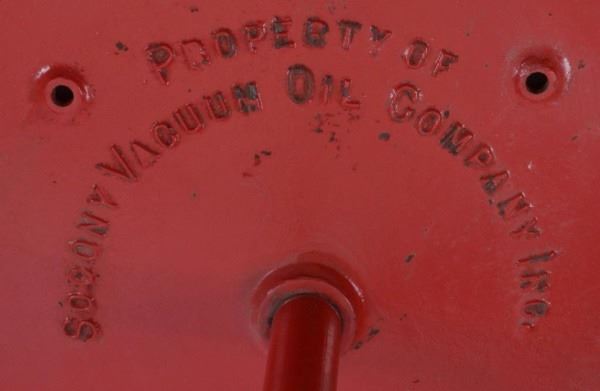 PROPERTY OF
SOCONY VACUUM OIL COMPANY INC.